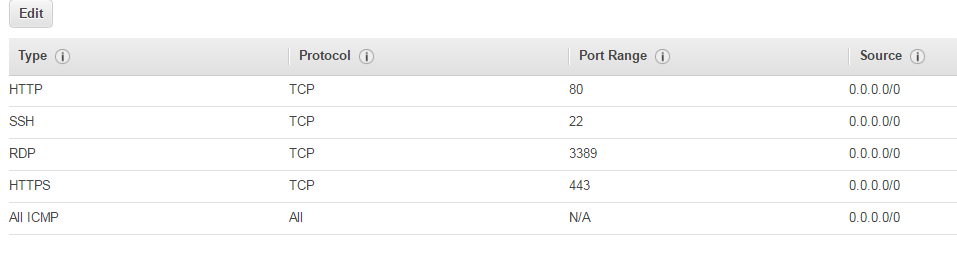 Edit
Type Protocol Port Range Source
HTTP TCP 80 0.0.0.0/0
SSH TCP 22 0.0.0.0/0
RDP TCP 3389 0.0.0.0/0
HTTPS TCP 443 0.0.0.0/0
All ICMP All N/A 0.0.0.0/0